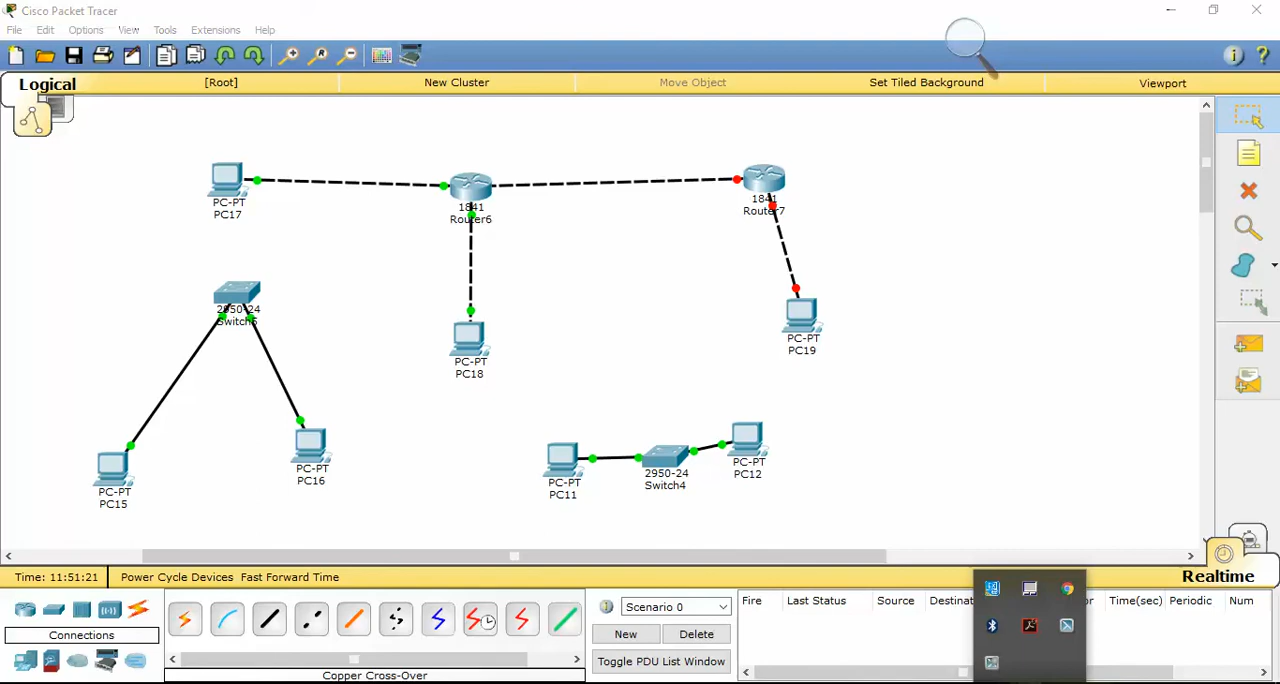 Cisco Packet Tracer
File Edit Options View Tools Extensions Help
Logical
[Root]
New Cluster
Move Object
Set Tiled Background
Viewport
PC-PT
PC17
1841
Router6
1841
Router7
2950-24
Switch5
PC-PT
PC18
PC-PT
PC19
PC-PT
PC15
PC-PT
PC16
PC-PT
PC11
2950-24
Switch4
PC-PT
PC12
Time: 11:51:21
Power Cycle Devices Fast Forward Time
Realtime
Connections
Copper Cross-Over
Scenario 0
New
Delete
Toggle PDU List Window
Fire Last Status Source Destinat
Time(sec) Periodic Num